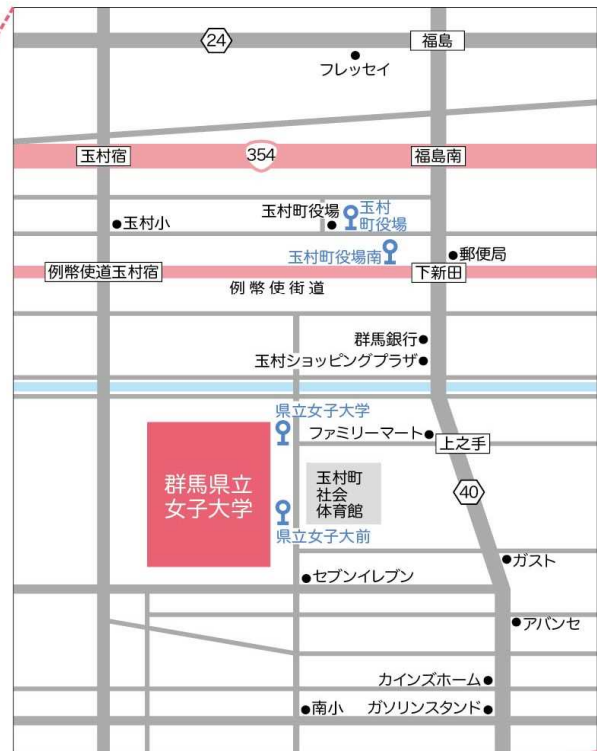 24
福島
フレッセイ
玉村宿
354
福島南
玉村小
玉村町役場
玉村
町役場
玉村町役場南
郵便局
例幣使道玉村宿
下新田
例幣使街道
群馬銀行
玉村ショッピングプラザ
県立女子大学
ファミリーマート
上之手
群馬県立
女子大学
玉村町
社会
体育館
40
県立女子大前
ガスト
セブンイレブン
アバンセ
カインズホーム
南小
ガソリンスタンド